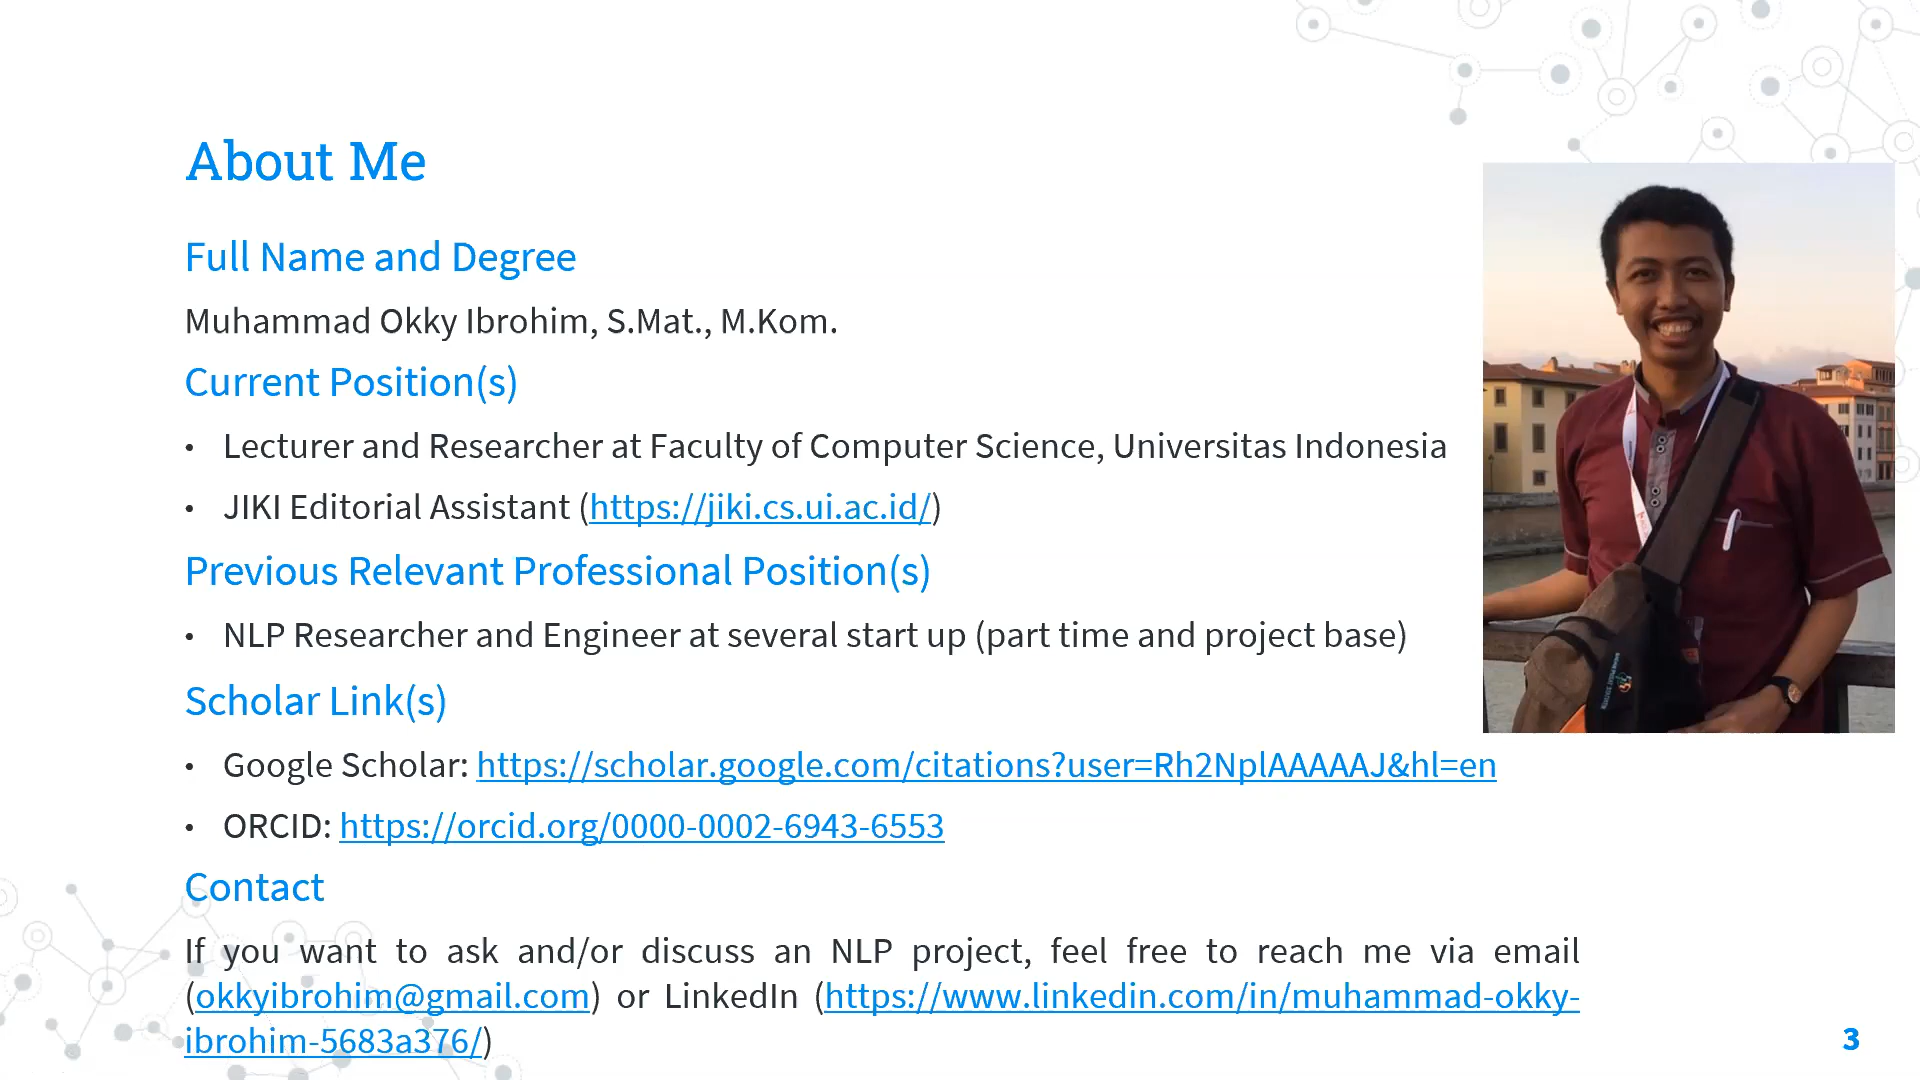 About Me
Full Name and Degree
Muhammad Okky Ibrohim, S.Mat., M.Kom.
Current Position(s)
• Lecturer and Researcher at Faculty of Computer Science, Universitas Indonesia
• JIKI Editorial Assistant (https://jiki.cs.ui.ac.id/)
Previous Relevant Professional Position(s)
• NLP Researcher and Engineer at several start up (part time and project base)
Scholar Link(s)
• Google Scholar: https://scholar.google.com/citations?user=Rh2NplAAAAAJ&hl=en
• ORCID: https://orcid.org/0000-0002-6943-6553
Contact
If you want to ask and/or discuss an NLP project, feel free to reach me via email
(okkyibrohim@gmail.com) or LinkedIn (https://www.linkedin.com/in/muhammad-okky-
ibrohim-5683a376/)
3